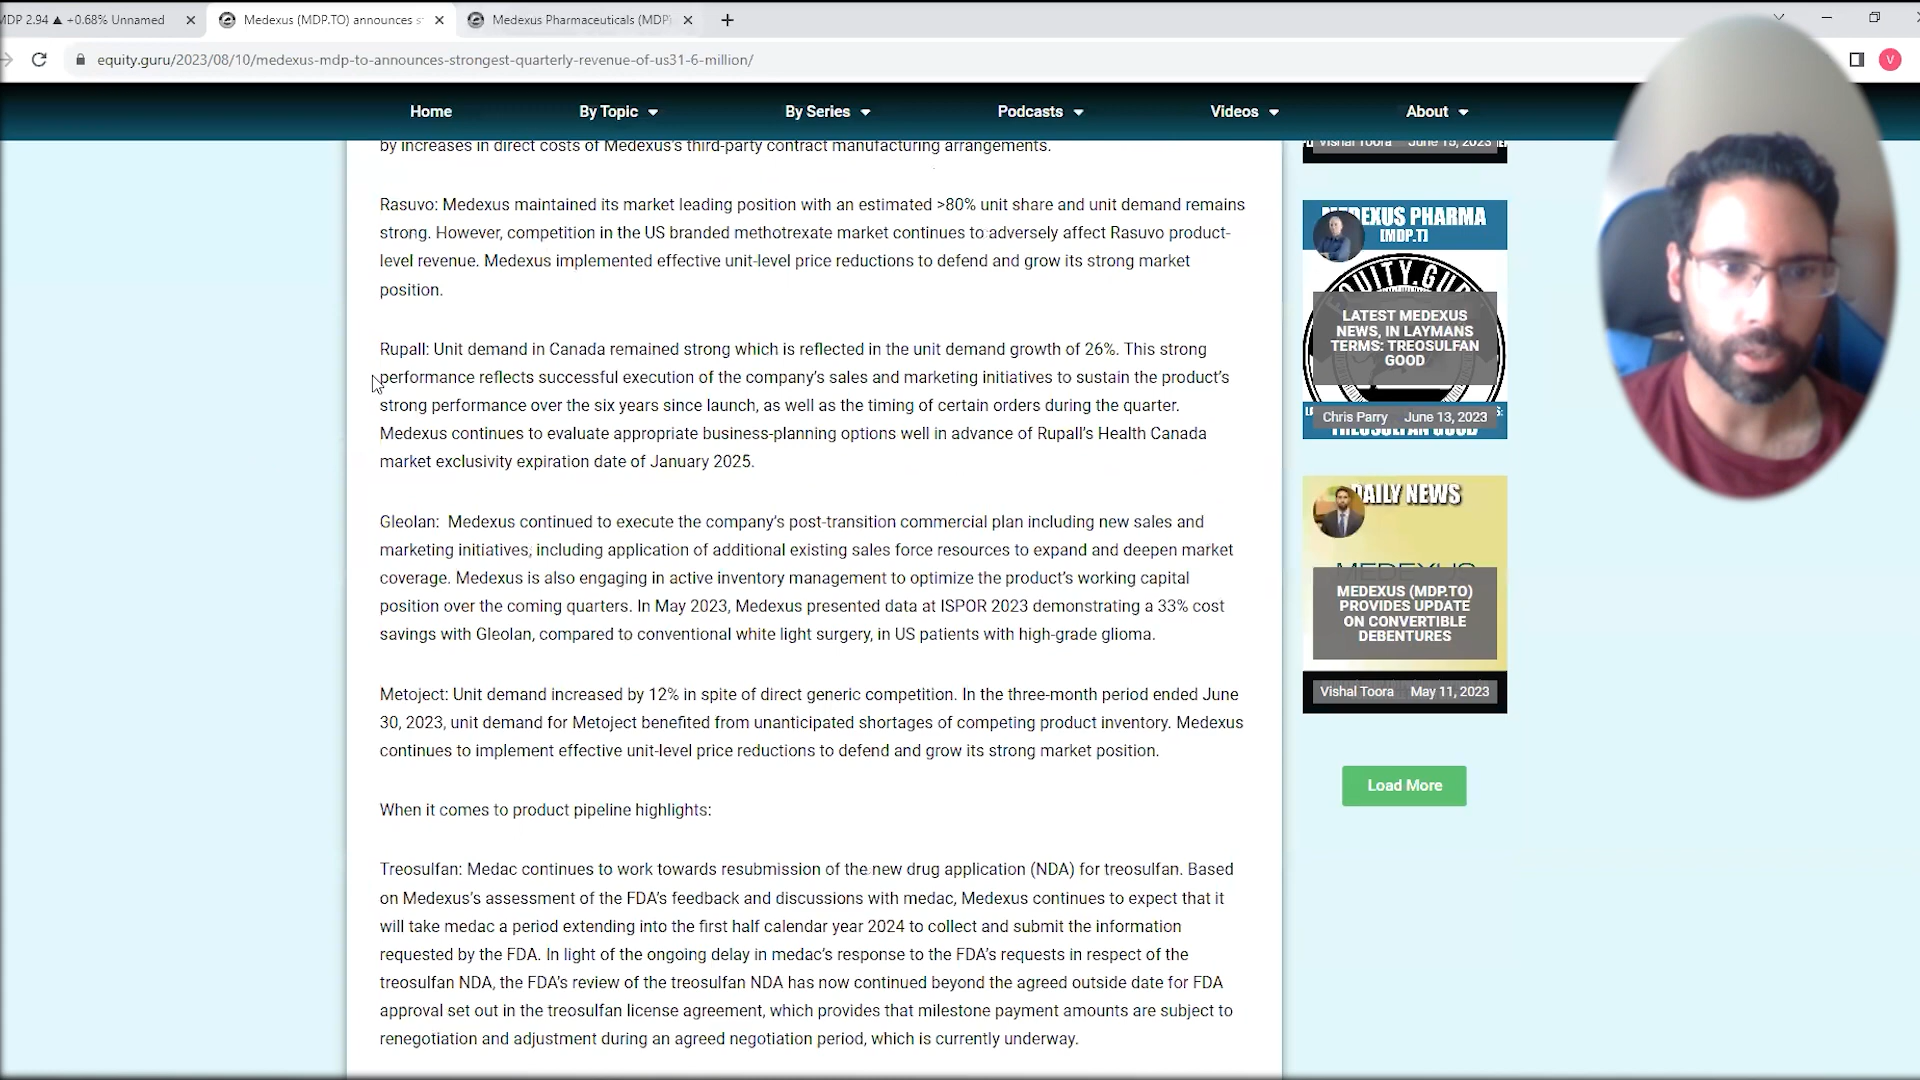 MDP 2.94 ▲ +0.68% Unnamed
Medexus (MDP.TO) announces s
Medexus Pharmaceuticals (MDP
equity.guru/2023/08/10/medexus-mdp-to-announces-strongest-quarterly-revenue-of-us31-6-million/
V
Home
By Topic
By Series
Podcasts
Videos
About
by increases in direct costs of Medexus's third-party contract manufacturing arrangements.
Rasuvo: Medexus maintained its market leading position with an estimated >80% unit share and unit demand remains
strong. However, competition in the US branded methotrexate market continues to adversely affect Rasuvo product-
level revenue. Medexus implemented effective unit-level price reductions to defend and grow its strong market
position.
Rupall: Unit demand in Canada remained strong which is reflected in the unit demand growth of 26%. This strong
performance reflects successful execution of the company's sales and marketing initiatives to sustain the product's
strong performance over the six years since launch, as well as the timing of certain orders during the quarter.
Medexus continues to evaluate appropriate business-planning options well in advance of Rupall's Health Canada
market exclusivity expiration date of January 2025.
Gleolan:  Medexus continued to execute the company's post-transition commercial plan including new sales and
marketing initiatives, including application of additional existing sales force resources to expand and deepen market
coverage. Medexus is also engaging in active inventory management to optimize the product's working capital
position over the coming quarters. In May 2023, Medexus presented data at ISPOR 2023 demonstrating a 33% cost
savings with Gleolan, compared to conventional white light surgery, in US patients with high-grade glioma.
Metoject: Unit demand increased by 12% in spite of direct generic competition. In the three-month period ended June
30, 2023, unit demand for Metoject benefited from unanticipated shortages of competing product inventory. Medexus
continues to implement effective unit-level price reductions to defend and grow its strong market position.
When it comes to product pipeline highlights:
Treosulfan: Medac continues to work towards resubmission of the new drug application (NDA) for treosulfan. Based
on Medexus's assessment of the FDA's feedback and discussions with medac, Medexus continues to expect that it
will take medac a period extending into the first half calendar year 2024 to collect and submit the information
requested by the FDA. In light of the ongoing delay in medac's response to the FDA's requests in respect of the
treosulfan NDA, the FDA's review of the treosulfan NDA has now continued beyond the agreed outside date for FDA
approval set out in the treosulfan license agreement, which provides that milestone payment amounts are subject to
renegotiation and adjustment during an agreed negotiation period, which is currently underway.
Vishal Toora June 15, 2023
MEDEXUS PHARMA
[MDP.T]
EQUITY.GU
LATEST MEDEXUS
NEWS, IN LAYMANS
TERMS: TREOSULFAN
GOOD
Chris Parry June 13, 2023
TREOSULFAN GOOD
DAILY NEWS
MEDEXUS
MEDEXUS (MDP.TO)
PROVIDES UPDATE
ON CONVERTIBLE
DEBENTURES
Vishal Toora May 11, 2023
Load More